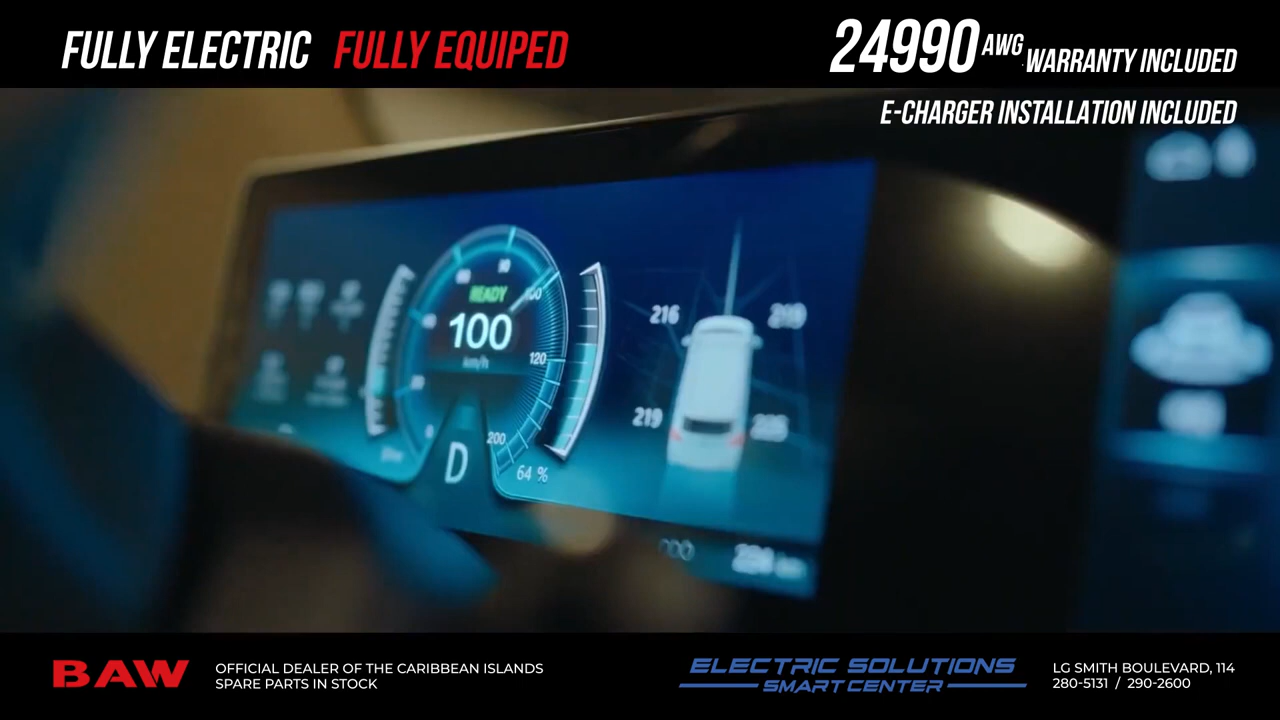 FULLY ELECTRIC FULLY EQUIPED
24990 AWG WARRANTY INCLUDED
E-CHARGER INSTALLATION INCLUDED
READY
100
100
km/h
120
200
D
64 %
216
219
BAW
OFFICIAL DEALER OF THE CARIBBEAN ISLANDS
SPARE PARTS IN STOCK
ELECTRIC SOLUTIONS
SMART CENTER
LG SMITH BOULEVARD, 114
280-5131 / 290-2600